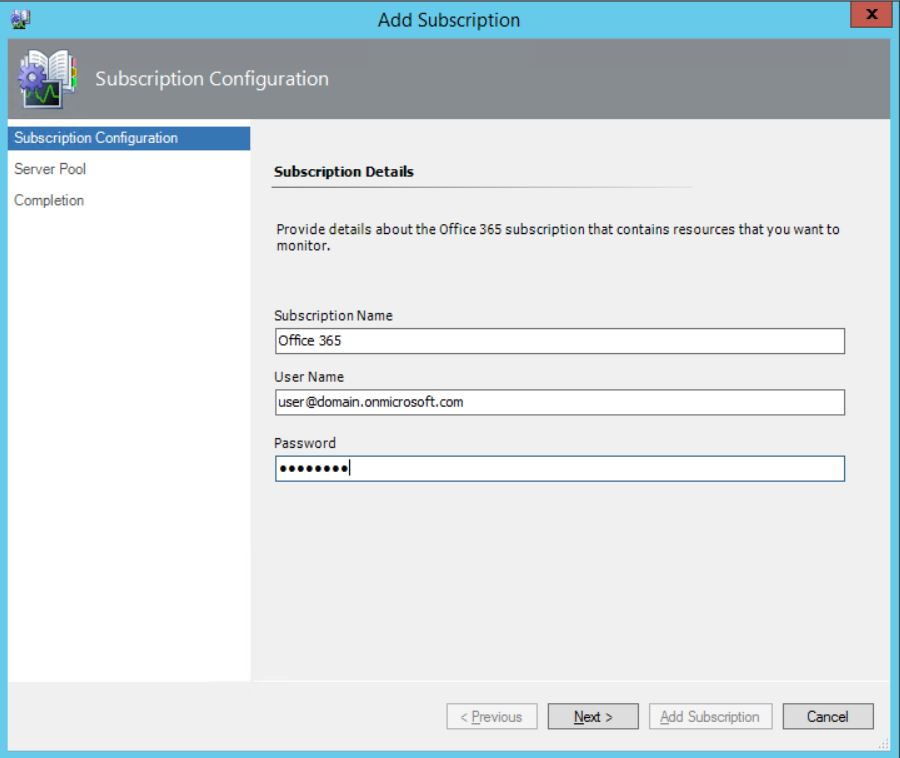 Add Subscription
x
Subscription Configuration
Subscription Configuration
Server Pool
Completion
Subscription Details
Provide details about the Office 365 subscription that contains resources that you want to
monitor.
Subscription Name
Office 365
User Name
user@domain.onmicrosoft.com
Password
••••••••
< Previous
Next >
Add Subscription
Cancel